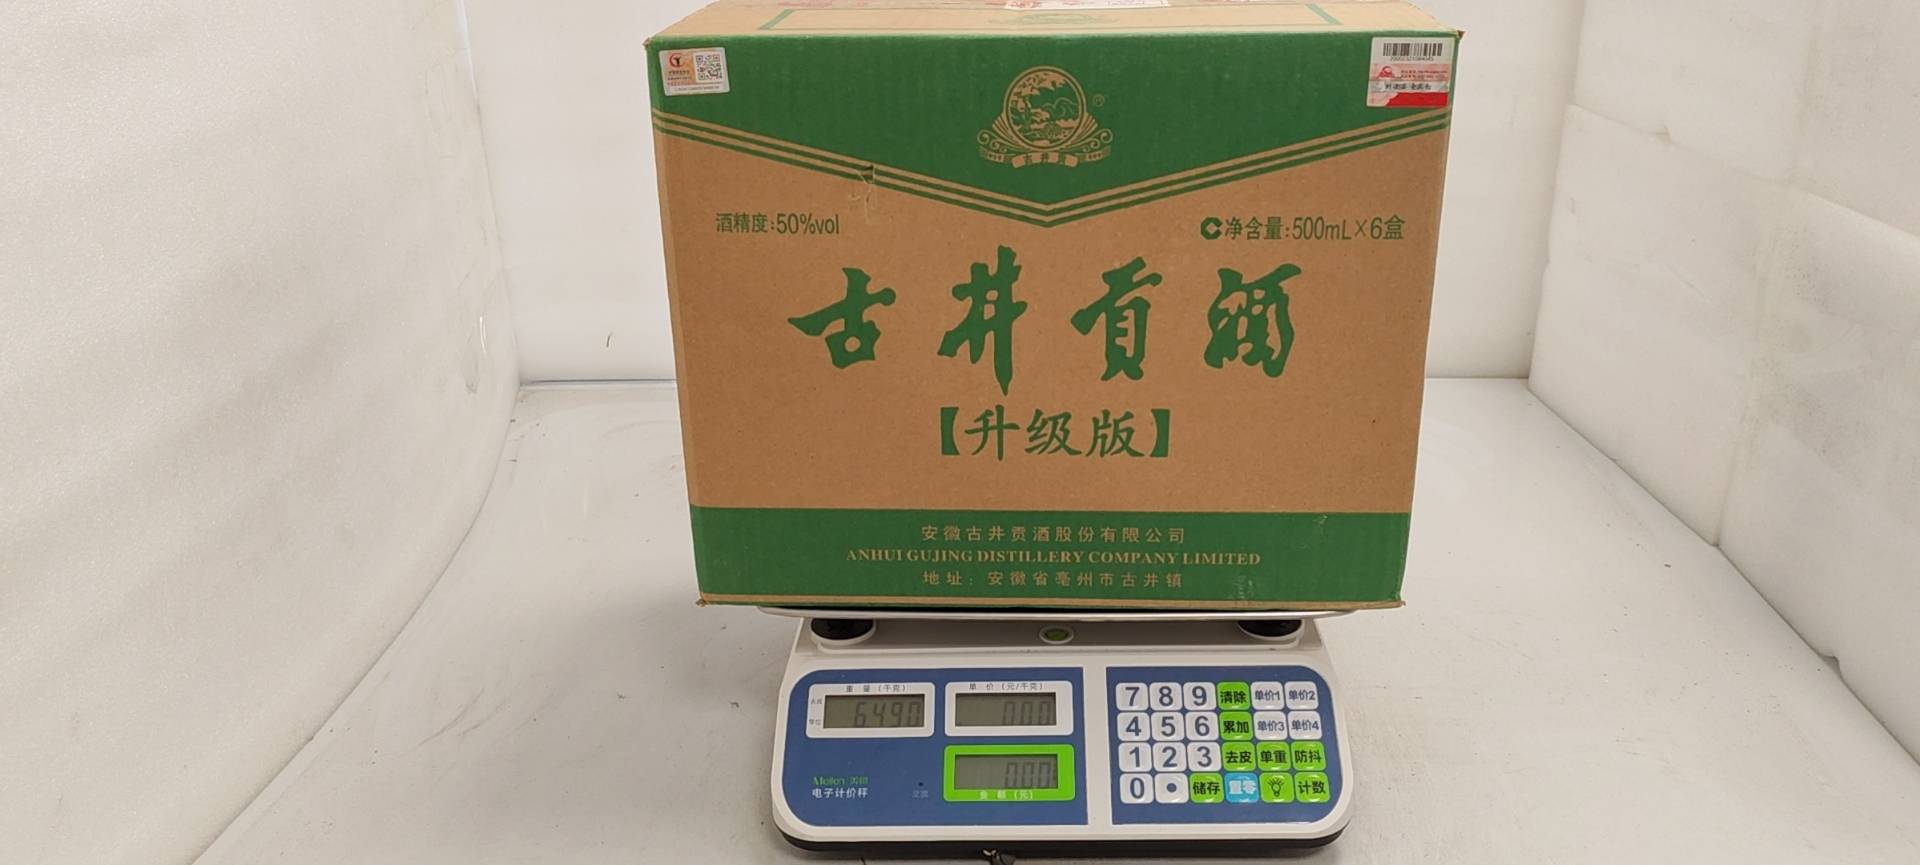 酒精度:50%vol
净含量:500mL×6盒
古井贡酒
【升级版】
安徽古井贡酒股份有限公司
ANHUI GUJING DISTILLERY COMPANY LIMITED
地址：安徽省亳州市古井镇
重量(千克)
单价(元/千克)
6.490
0.00
0.00
金额(元)
电子计价秤
7 8 9 清除 单价1 单价2
4 5 6 累加 单价3 单价4
1 2 3 去皮 单重 防抖
0 • 储存 置零 计数